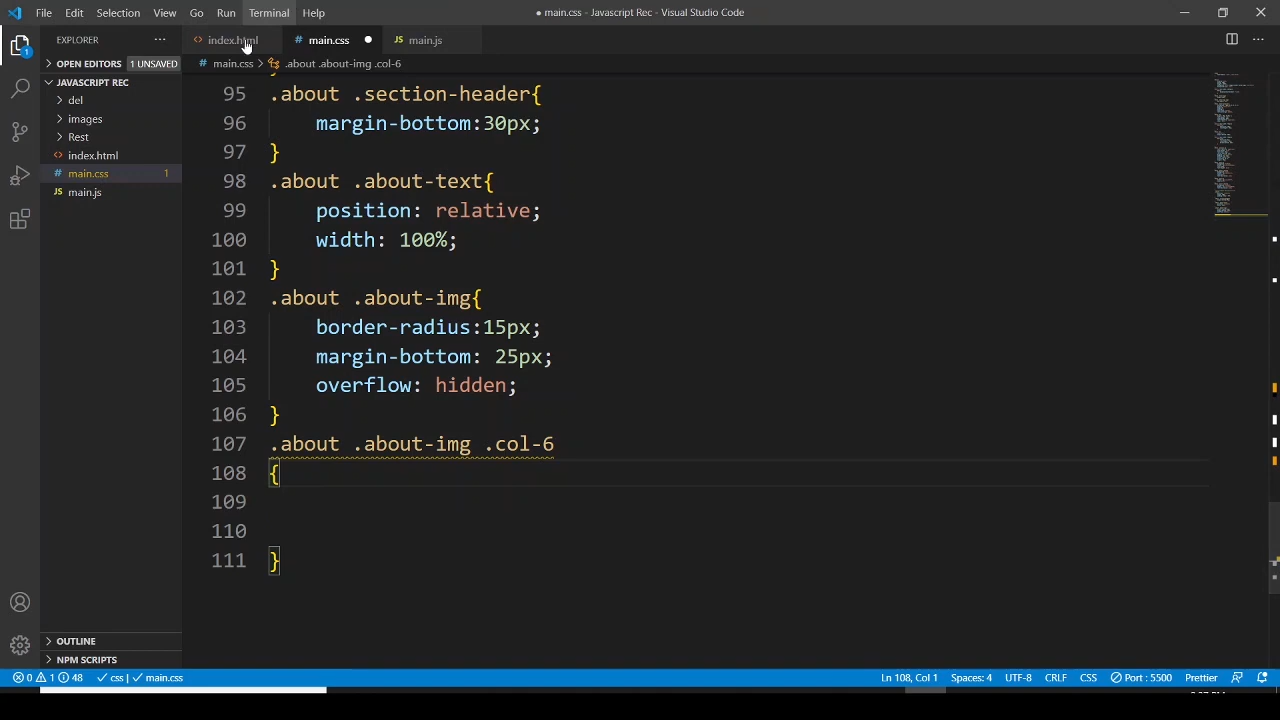 File Edit Selection View Go Run Terminal Help
● main.css - Javascript Rec - Visual Studio Code
EXPLORER ...
index.html # main.css ● JS main.js
OPEN EDITORS 1 UNSAVED
# main.css > .about .about-img .col-6
JAVASCRIPT REC
del
images
Rest
index.html
# main.css 1
JS main.js
95 .about .section-header{
96 margin-bottom:30px;
97 }
98 .about .about-text{
99 position: relative;
100 width: 100%;
101 }
102 .about .about-img{
103 border-radius:15px;
104 margin-bottom: 25px;
105 overflow: hidden;
106 }
107 .about .about-img .col-6
108 {
109
110
111 }
OUTLINE
NPM SCRIPTS
0 1 48 css | main.css Ln 108, Col 1 Spaces: 4 UTF-8 CRLF CSS Port : 5500 Prettier